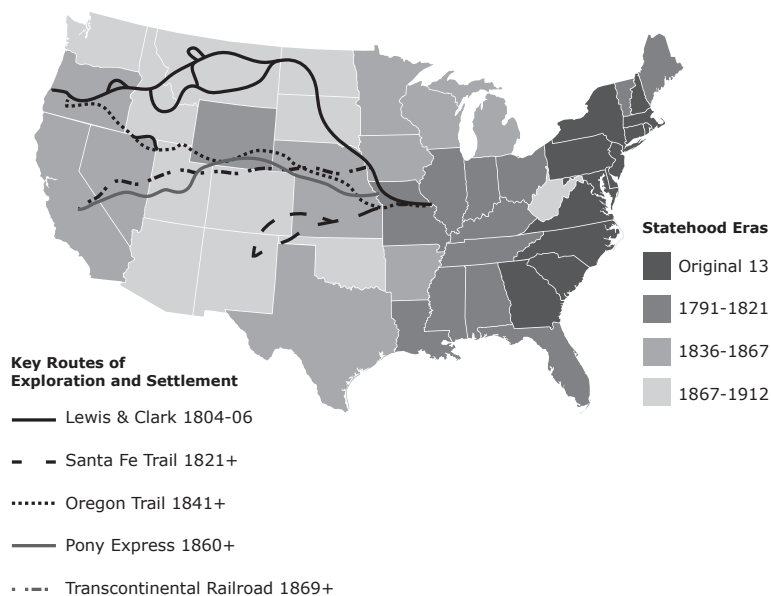 Statehood Eras
Original 13
1791-1821
1836-1867
1867-1912
Key Routes of
Exploration and Settlement
Lewis & Clark 1804-06
Santa Fe Trail 1821+
Oregon Trail 1841+
Pony Express 1860+
Transcontinental Railroad 1869+